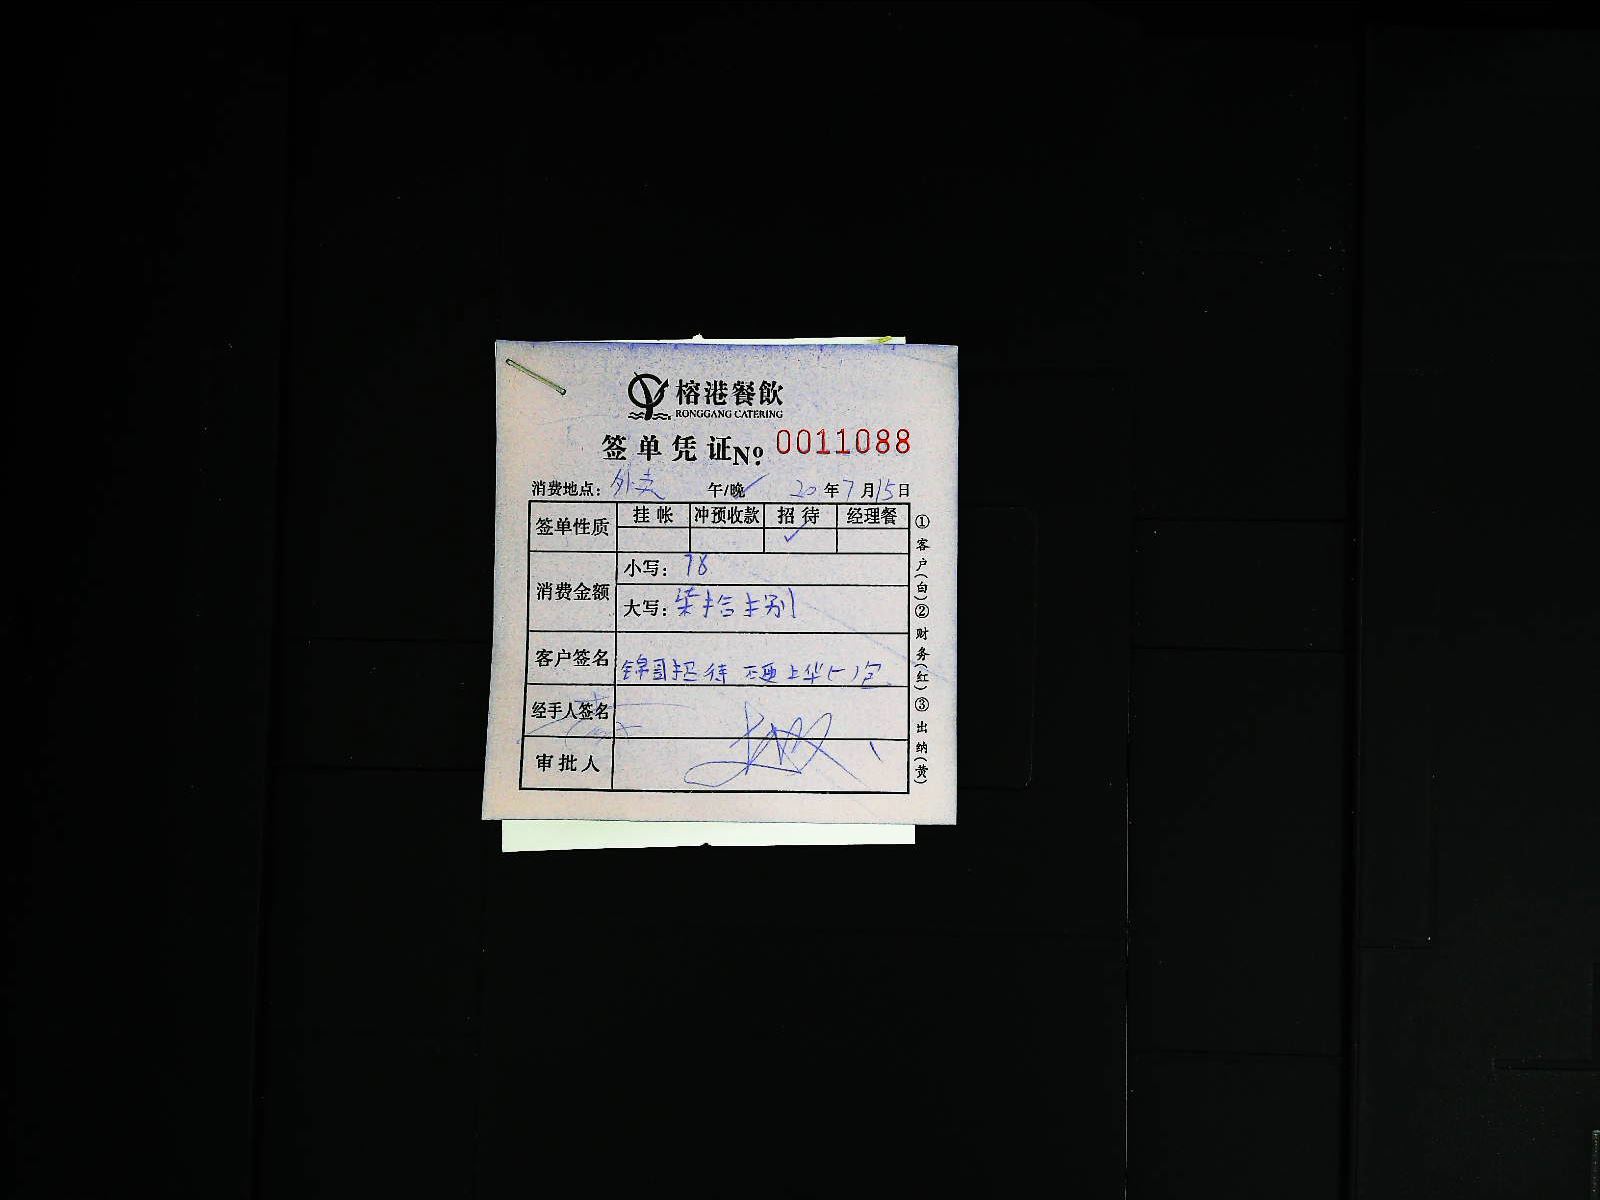 榕港餐飲
RONGGANG CATERING
签单凭证 No. 0011088
消费地点：外卖 午/晚✓ 20年7月15日
签单性质 挂帐 冲预收款 招待 经理餐
✓
消费金额 小写：78
大写：柒拾捌
客户签名 锦国招待
经手人签名
审批人
①客户（白）②财务（红）③出纳（黄）